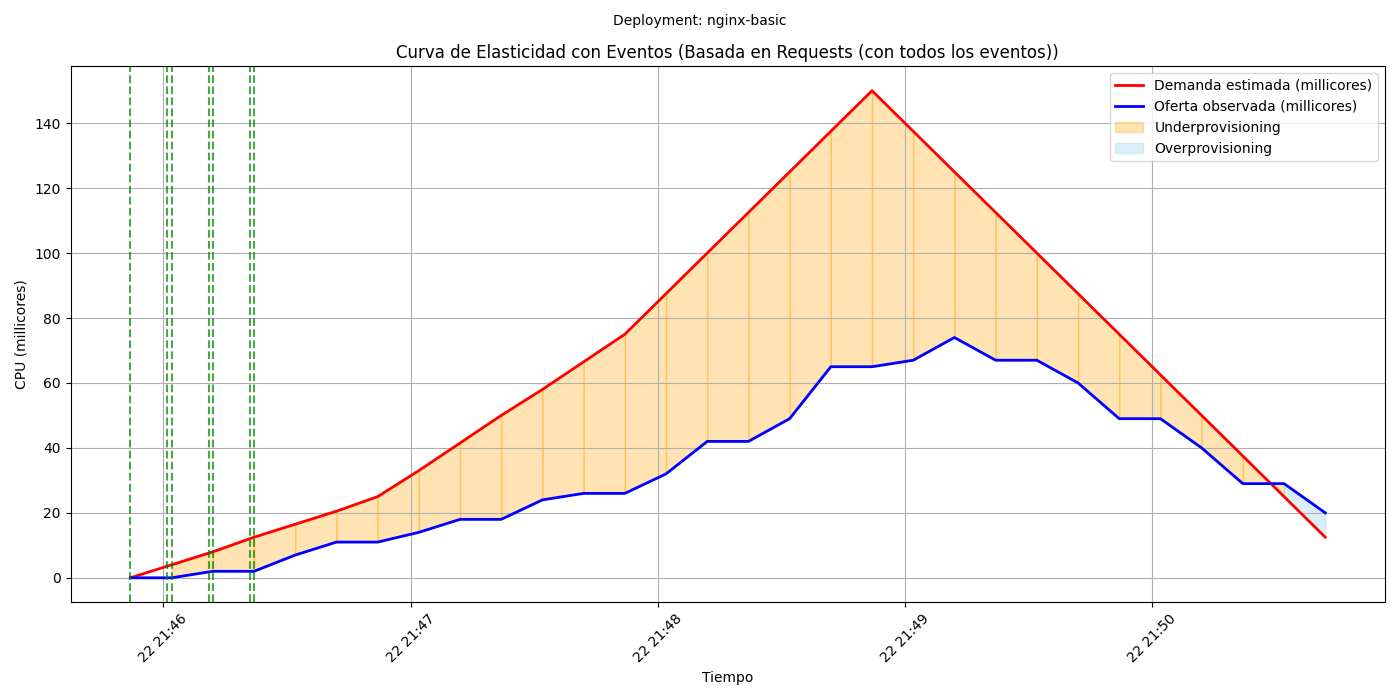 Deployment: nginx-basic
Curva de Elasticidad con Eventos (Basada en Requests (con todos los eventos))
Demanda estimada (millicores)
Oferta observada (millicores)
Underprovisioning
Overprovisioning
CPU (millicores)
140
120
100
80
60
40
20
0
22 21:46
22 21:47
22 21:48
22 21:49
22 21:50
Tiempo